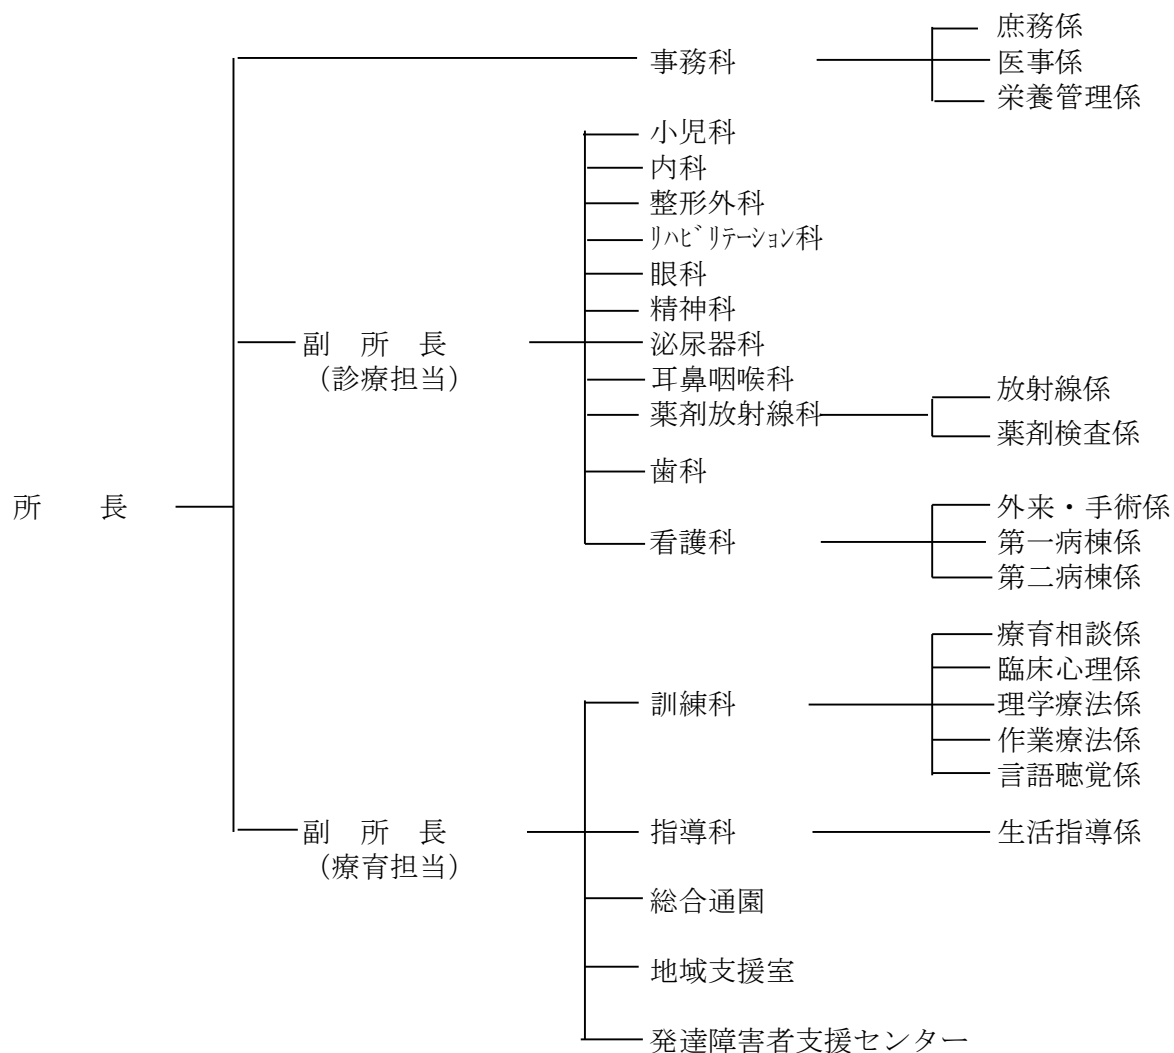 庶務係
事務科
医事係
栄養管理係
小児科
内科
整形外科
ﾘﾊﾋﾞﾘﾃｰｼｮﾝ科
眼科
精神科
副　所　長
泌尿器科
（診療担当）
耳鼻咽喉科
薬剤放射線科
放射線係
薬剤検査係
歯科
所　　長
看護科
外来・手術係
第一病棟係
第二病棟係
訓練科
療育相談係
臨床心理係
理学療法係
作業療法係
言語聴覚係
副　所　長
（療育担当）
指導科
生活指導係
総合通園
地域支援室
発達障害者支援センター